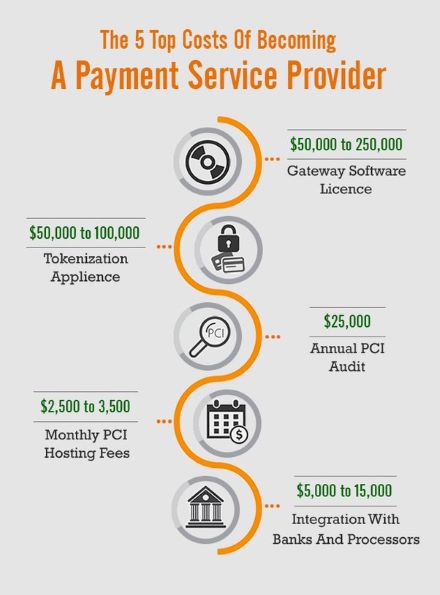 The 5 Top Costs Of Becoming
A Payment Service Provider
$50,000 to 250,000
Gateway Software
Licence
$50,000 to 100,000
Tokenization
Applience
PCI
$25,000
Annual PCI
Audit
$2,500 to 3,500
Monthly PCI
Hosting Fees
$
$5,000 to 15,000
Integration With
Banks And Processors